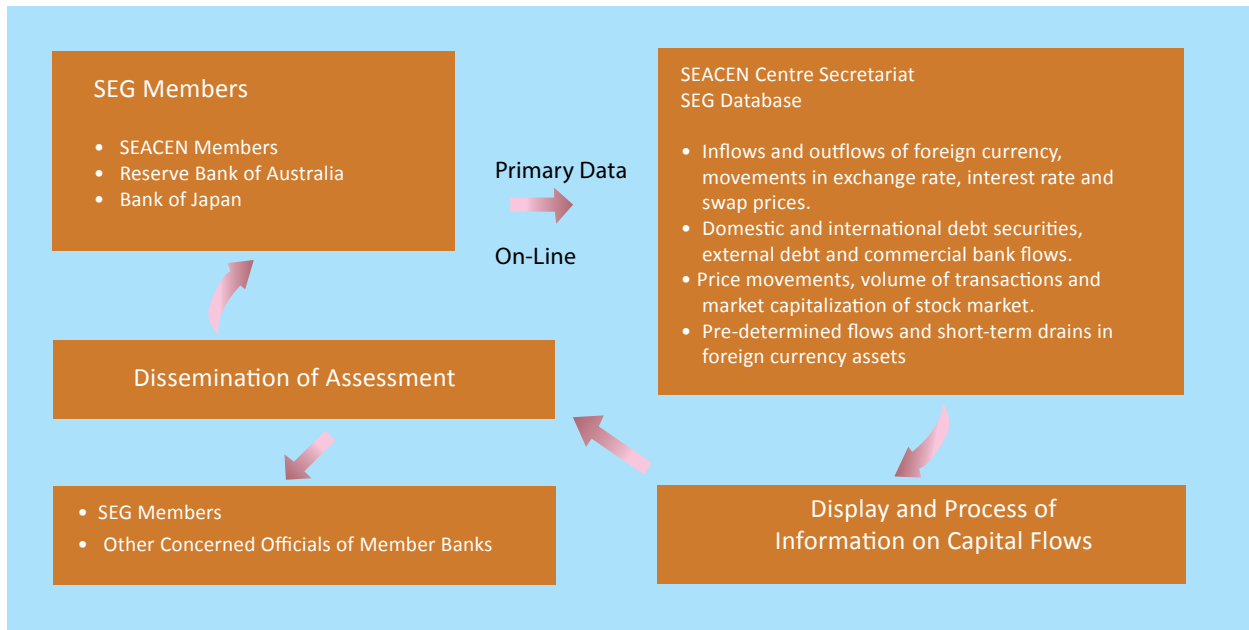 SEG Members
• SEACEN Members
• Reserve Bank of Australia
• Bank of Japan
Primary Data
On-Line
SEACEN Centre Secretariat
SEG Database
• Inflows and outflows of foreign currency,
movements in exchange rate, interest rate and
swap prices.
• Domestic and international debt securities,
external debt and commercial bank flows.
• Price movements, volume of transactions and
market capitalization of stock market.
• Pre-determined flows and short-term drains in
foreign currency assets
Dissemination of Assessment
• SEG Members
• Other Concerned Officials of Member Banks
Display and Process of
Information on Capital Flows